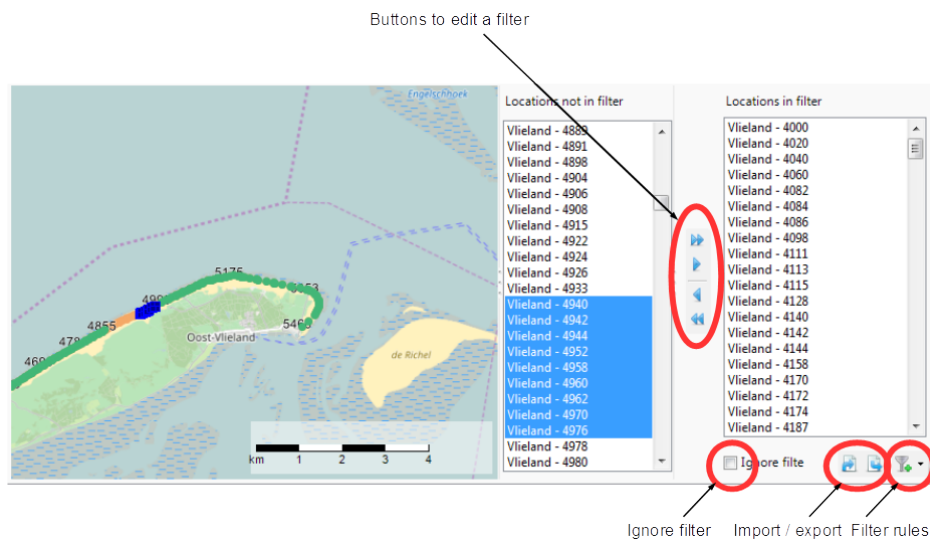 Buttons to edit a filter
Engelschhoek
Locations not in filter
Locations in filter
Vlieland - 4889
Vlieland - 4891
Vlieland - 4898
Vlieland - 4904
Vlieland - 4906
Vlieland - 4908
Vlieland - 4915
Vlieland - 4922
Vlieland - 4924
Vlieland - 4926
Vlieland - 4933
Vlieland - 4940
Vlieland - 4942
Vlieland - 4944
Vlieland - 4952
Vlieland - 4958
Vlieland - 4960
Vlieland - 4962
Vlieland - 4970
Vlieland - 4976
Vlieland - 4978
Vlieland - 4980
Vlieland - 4000
Vlieland - 4020
Vlieland - 4040
Vlieland - 4060
Vlieland - 4082
Vlieland - 4084
Vlieland - 4086
Vlieland - 4098
Vlieland - 4111
Vlieland - 4113
Vlieland - 4115
Vlieland - 4128
Vlieland - 4140
Vlieland - 4142
Vlieland - 4144
Vlieland - 4158
Vlieland - 4170
Vlieland - 4172
Vlieland - 4174
Vlieland - 4187
5175
4855
Oost-Vlieland
de Richel
km 1 2 3 4
Ignore filte
Ignore filter Import / export Filter rules